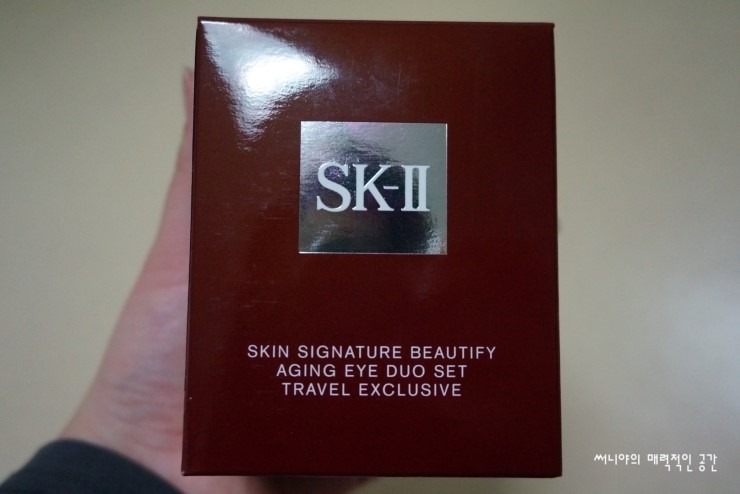 SK-II
SKIN SIGNATURE BEAUTIFY
AGING EYE DUO SET
TRAVEL EXCLUSIVE
써니야의 매력적인 공간